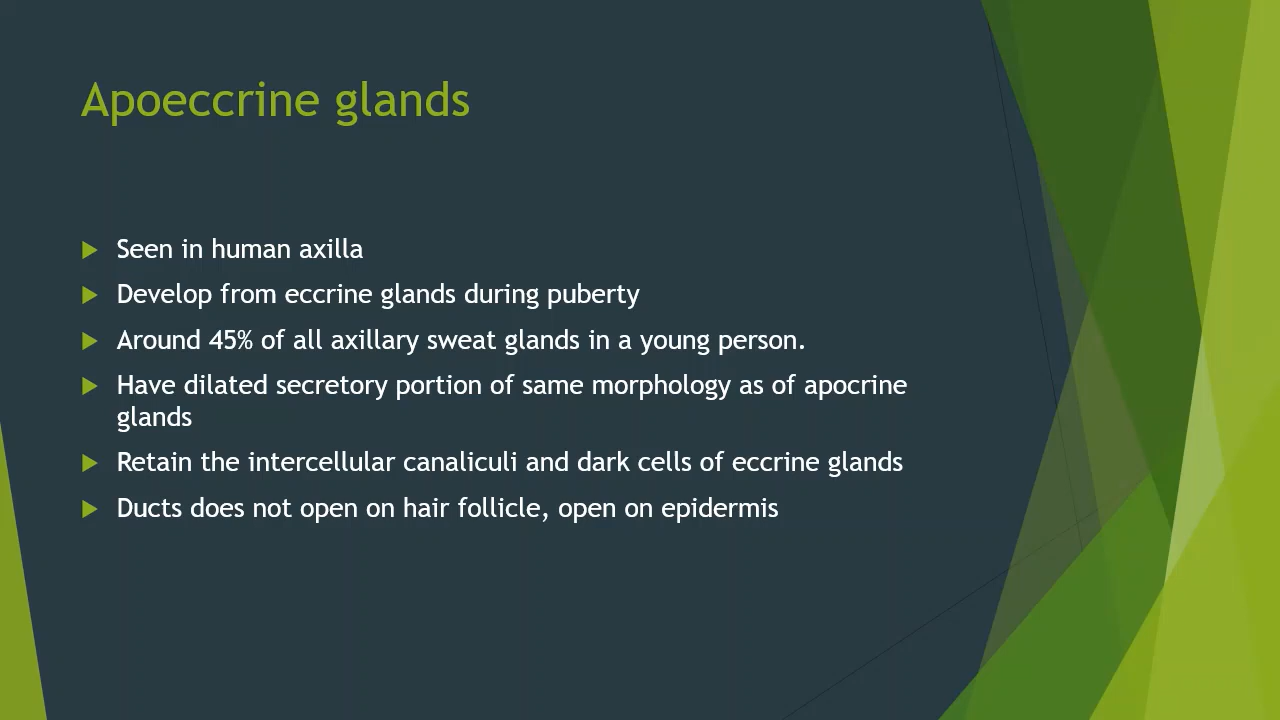 Apoeccrine glands
Seen in human axilla
Develop from eccrine glands during puberty
Around 45% of all axillary sweat glands in a young person.
Have dilated secretory portion of same morphology as of apocrine
glands
Retain the intercellular canaliculi and dark cells of eccrine glands
Ducts does not open on hair follicle, open on epidermis